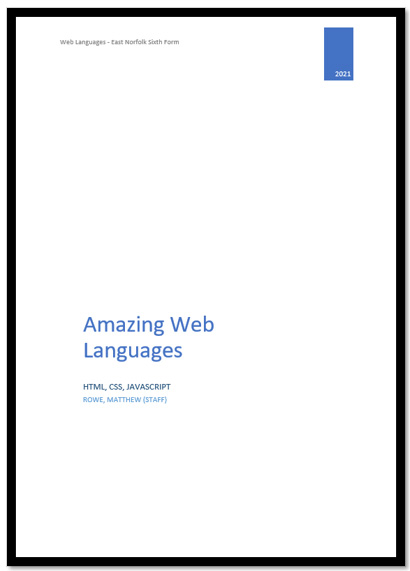 Web Languages - East Norfolk Sixth Form
2021
Amazing Web
Languages
HTML, CSS, JAVASCRIPT
ROWE, MATTHEW (STAFF)